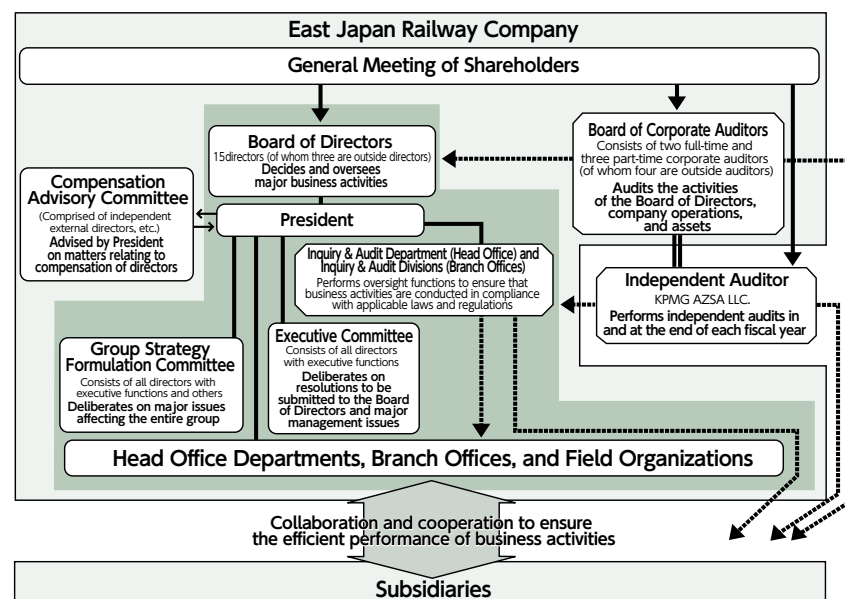 East Japan Railway Company
General Meeting of Shareholders
Board of Directors
15directors (of whom three are outside directors)
Decides and oversees
major business activities
Board of Corporate Auditors
Consists of two full-time and
three part-time corporate auditors
(of whom four are outside auditors)
Audits the activities
of the Board of Directors,
company operations,
and assets
Compensation
Advisory Committee
(Comprised of independent
external directors, etc.)
Advised by President
on matters relating to
compensation of directors
President
Inquiry & Audit Department (Head Office) and
Inquiry & Audit Divisions (Branch Offices)
Performs oversight functions to ensure that
business activities are conducted in compliance
with applicable laws and regulations
Independent Auditor
KPMG AZSA LLC.
Performs independent audits in
and at the end of each fiscal year
Group Strategy
Formulation Committee
Consists of all directors with
executive functions and others
Deliberates on major issues
affecting the entire group
Executive Committee
Consists of all directors
with executive functions
Deliberates on
resolutions to be
submitted to the Board
of Directors and major
management issues
Head Office Departments, Branch Offices, and Field Organizations
Collaboration and cooperation to ensure
the efficient performance of business activities
Subsidiaries